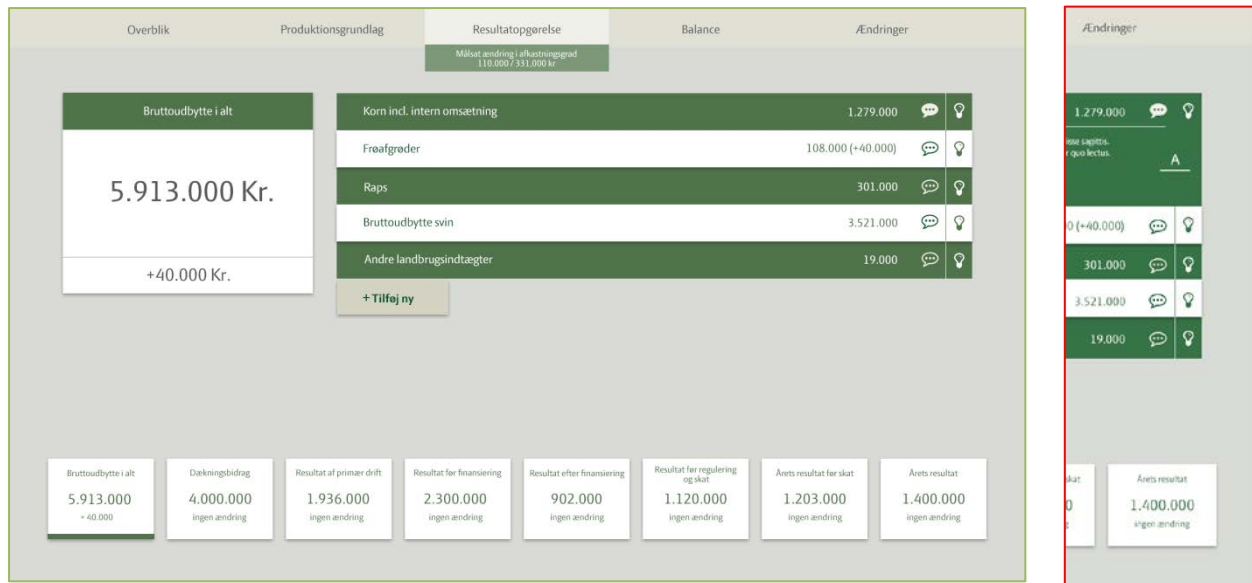 Overblik
Produktionsgrundlag
Resultatopgørelse
Balance
Ændringer
Målsat ændring i afkastningsgrad
110.000 / 331.000 kr
Bruttoudbytte i alt
5.913.000 Kr.
+40.000 Kr.
Korn incl. intern omsætning 1.279.000
Frøafgrøder 108.000 (+40.000)
Raps 301.000
Bruttoudbytte svin 3.521.000
Andre landbrugsindtægter 19.000
+ Tilføj ny
Bruttoudbytte i alt
5.913.000
+ 40.000
Dækningsbidrag
4.000.000
ingen ændring
Resultat af primær drift
1.936.000
ingen ændring
Resultat før finansiering
2.300.000
ingen ændring
Resultat efter finansiering
902.000
ingen ændring
Resultat før regulering
og skat
1.120.000
ingen ændring
Årets resultat før skat
1.203.000
ingen ændring
Årets resultat
1.400.000
ingen ændring
Ændringer
1.279.000
isse sagittis.
r quo lectus.
A
0 (+40.000)
301.000
3.521.000
19.000
skat
0
Årets resultat
1.400.000
ingen ændring